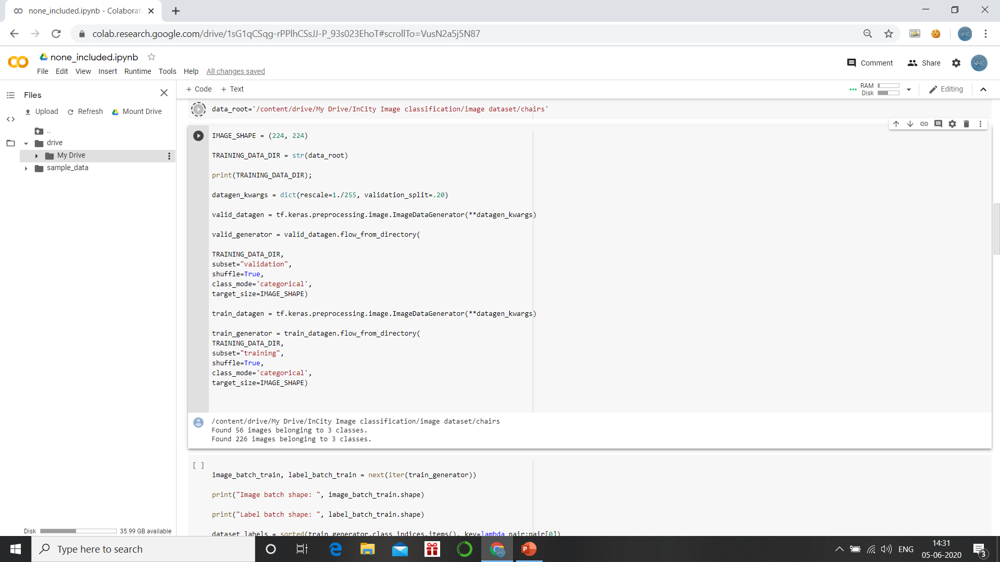 none_included.ipynb - Colaborat
colab.research.google.com/drive/1sG1qCSqg-rPPlhCSsJJ-P_93s023EhoT#scrollTo=VusN2a5j5N87
none_included.ipynb
File Edit View Insert Runtime Tools Help All changes saved
Comment Share
Files
Upload Refresh Mount Drive
..
drive
My Drive
sample_data
Disk 35.99 GB available
+ Code + Text
RAM
Disk
Editing
data_root='/content/drive/My Drive/InCity Image classification/image dataset/chairs'
IMAGE_SHAPE = (224, 224)
TRAINING_DATA_DIR = str(data_root)
print(TRAINING_DATA_DIR);
datagen_kwargs = dict(rescale=1./255, validation_split=.20)
valid_datagen = tf.keras.preprocessing.image.ImageDataGenerator(**datagen_kwargs)
valid_generator = valid_datagen.flow_from_directory(
TRAINING_DATA_DIR,
subset="validation",
shuffle=True,
class_mode='categorical',
target_size=IMAGE_SHAPE)
train_datagen = tf.keras.preprocessing.image.ImageDataGenerator(**datagen_kwargs)
train_generator = train_datagen.flow_from_directory(
TRAINING_DATA_DIR,
subset="training",
shuffle=True,
class_mode='categorical',
target_size=IMAGE_SHAPE)
/content/drive/My Drive/InCity Image classification/image dataset/chairs
Found 56 images belonging to 3 classes.
Found 226 images belonging to 3 classes.
[ ]
image_batch_train, label_batch_train = next(iter(train_generator))
print("Image batch shape: ", image_batch_train.shape)
print("Label batch shape: ", label_batch_train.shape)
dataset_labels = sorted(train_generator.class_indices.items(), key=lambda pair:pair[0])
Type here to search
ENG
14:31
05-06-2020
3